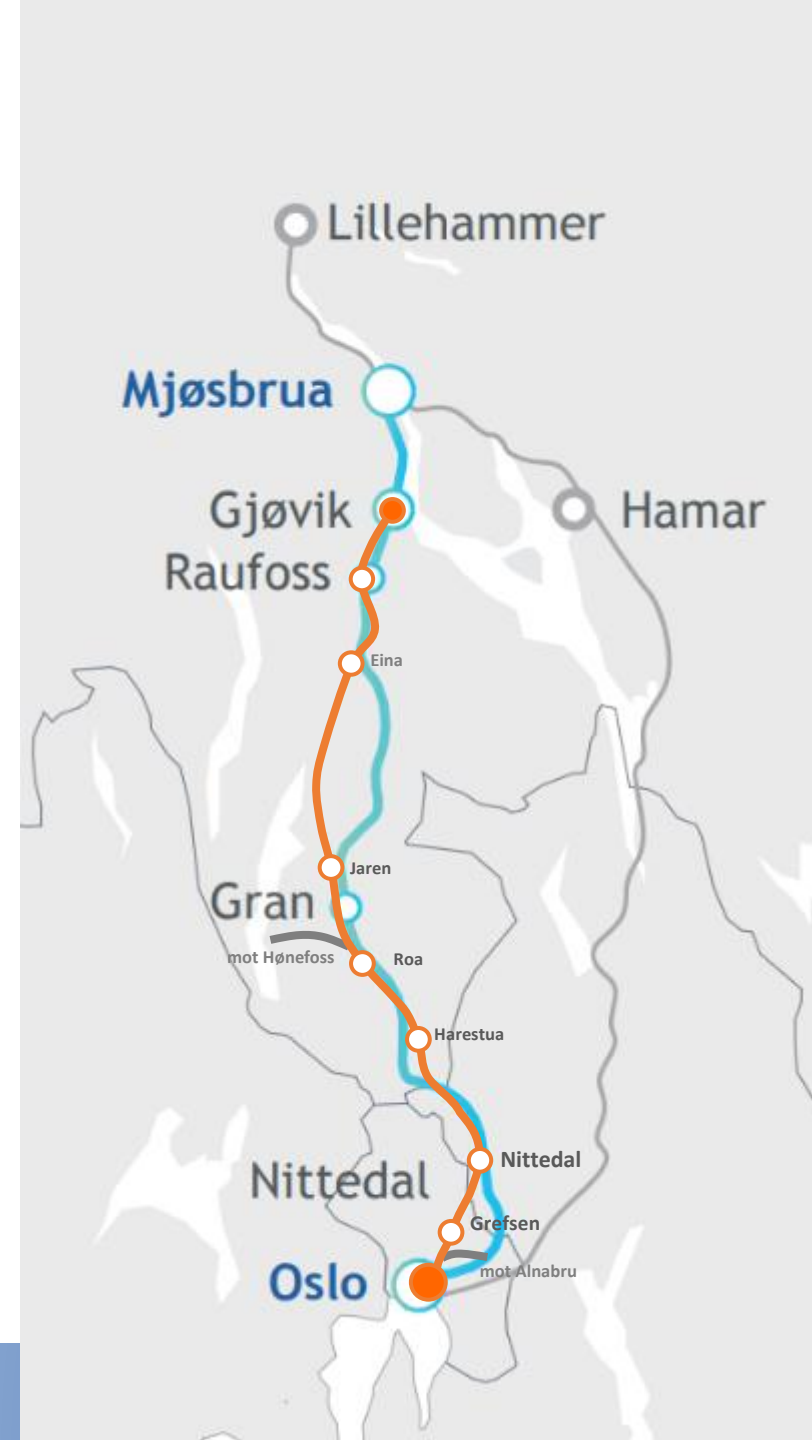 Lillehammer
Mjøsbrua
Gjøvik
Hamar
Raufoss
Eina
Jaren
Gran
mot Hønefoss
Roa
Harestua
Nittedal
Nittedal
Grefsen
mot Alnabru
Oslo